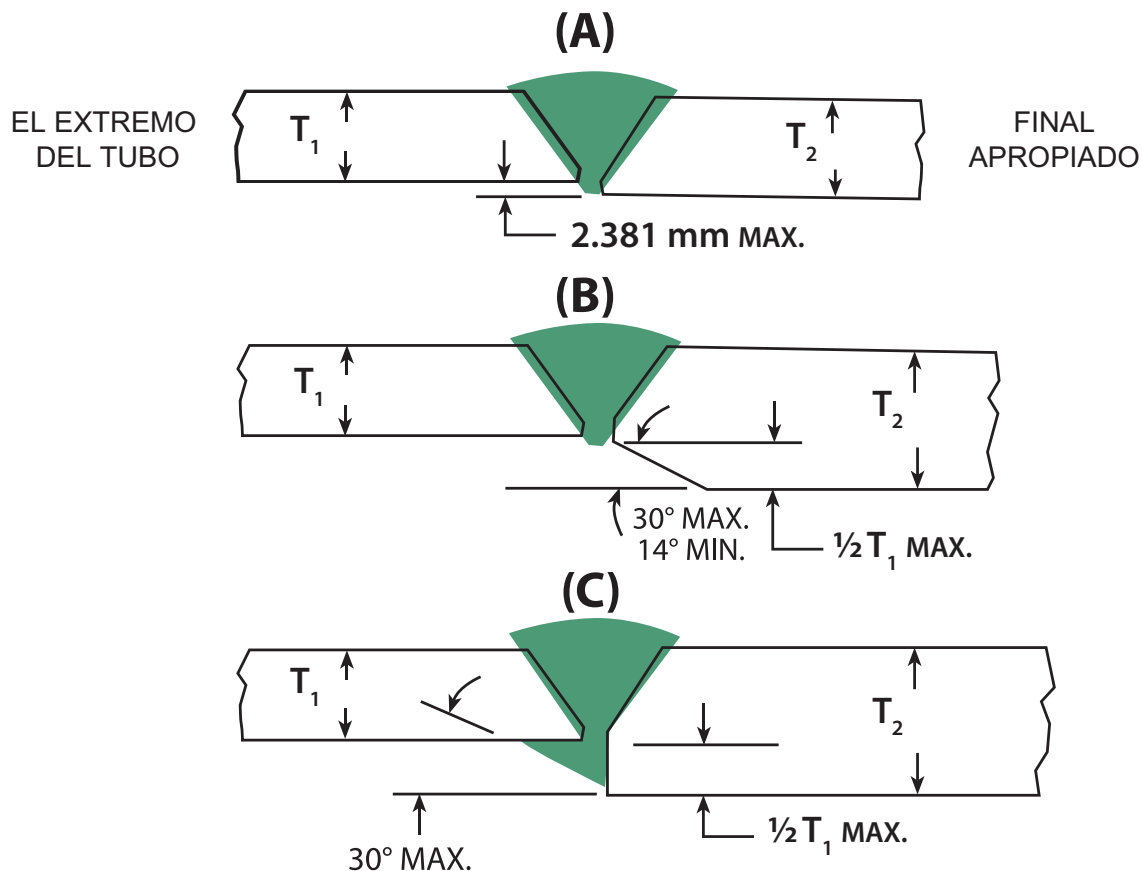 (A)
EL EXTREMO
DEL TUBO
T₁
T₂
FINAL
APROPIADO
2.381 mm MAX.
(B)
T₁
T₂
30° MAX.
14° MIN.
½ T₁ MAX.
(C)
T₁
T₂
½ T₁ MAX.
30° MAX.